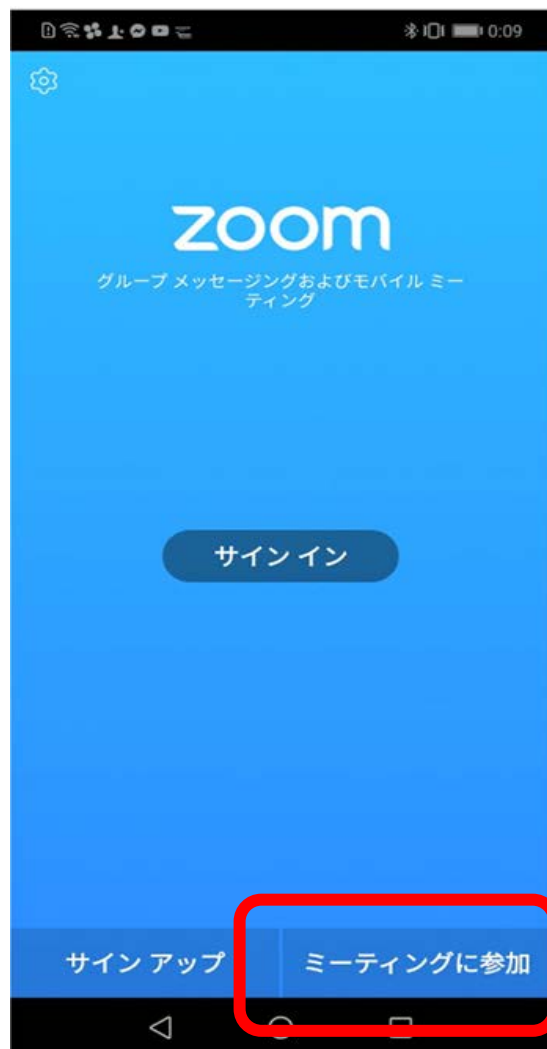 0:09
zoom
グループ メッセージングおよびモバイル ミー
ティング
サイン イン
サイン アップ
ミーティングに参加